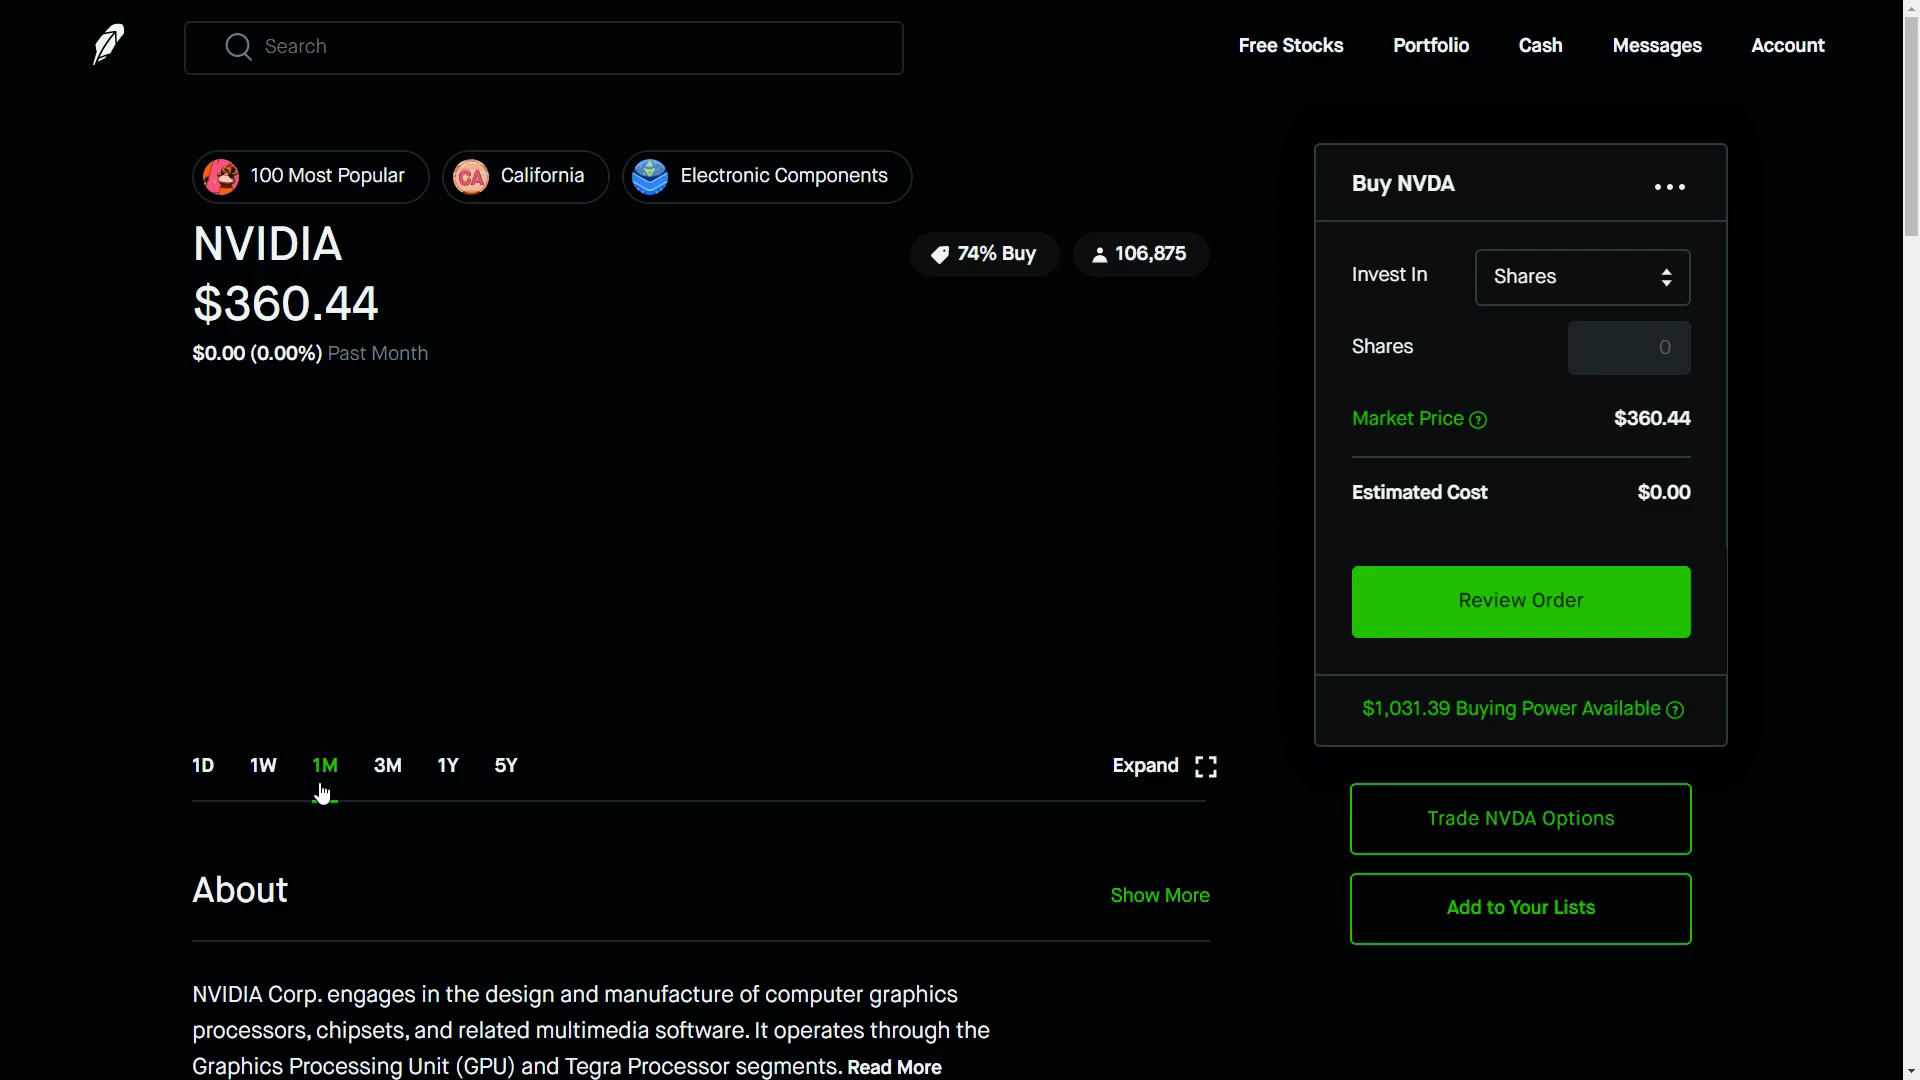 Search
Free Stocks
Portfolio
Cash
Messages
Account
100 Most Popular
CA
California
Electronic Components
NVIDIA
$360.44
$0.00 (0.00%) Past Month
74% Buy
106,875
1D
1W
1M
3M
1Y
5Y
Expand
About
Show More
NVIDIA Corp. engages in the design and manufacture of computer graphics
processors, chipsets, and related multimedia software. It operates through the
Graphics Processing Unit (GPU) and Tegra Processor segments. Read More
Buy NVDA
Invest In
Shares
Shares
0
Market Price ?
$360.44
Estimated Cost
$0.00
Review Order
$1,031.39 Buying Power Available ?
Trade NVDA Options
Add to Your Lists